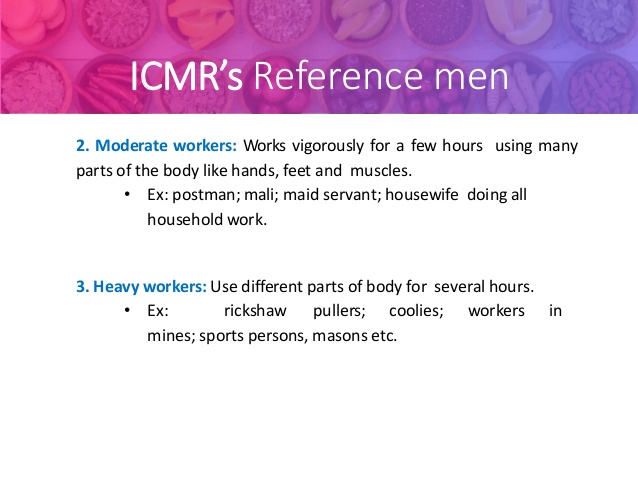 ICMR's Reference men
2. Moderate workers: Works vigorously for a few hours using many
parts of the body like hands, feet and muscles.
• Ex: postman; mali; maid servant; housewife doing all
household work.
3. Heavy workers: Use different parts of body for several hours.
• Ex: rickshaw pullers; coolies; workers in
mines; sports persons, masons etc.